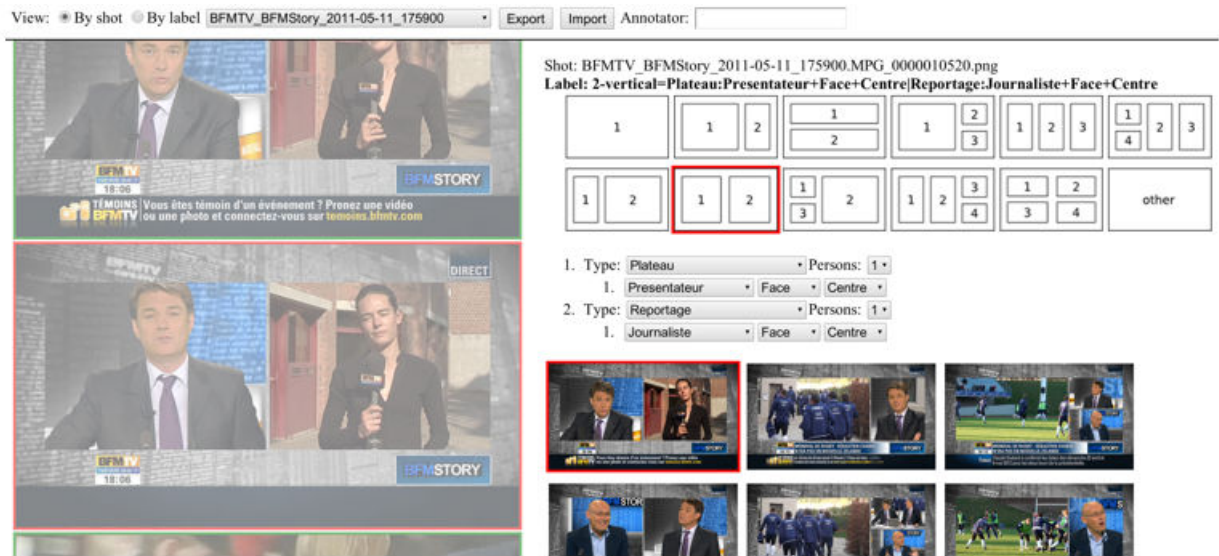 View: By shot By label BFMTV_BFMStory_2011-05-11_175900 Export Import Annotator:
BFMTV
18:06
BFMSTORY
TÉMOINS BFMTV
Vous êtes témoin d'un événement ? Prenez une vidéo
ou une photo et connectez-vous sur temoins.bfmtv.com
DIRECT
BFMTV
18:06
BFMSTORY
Shot: BFMTV_BFMStory_2011-05-11_175900.MPG_0000010520.png
Label: 2-vertical=Plateau:Presentateur+Face+Centre|Reportage:Journaliste+Face+Centre
1 1 2 1 2 1 2 3 1 2 3 1 4 2 3
1 2 1 2 1 3 2 1 2 3 4 1 2 3 4 other
1. Type: Plateau Persons: 1
1. Presentateur Face Centre
2. Type: Reportage Persons: 1
1. Journaliste Face Centre